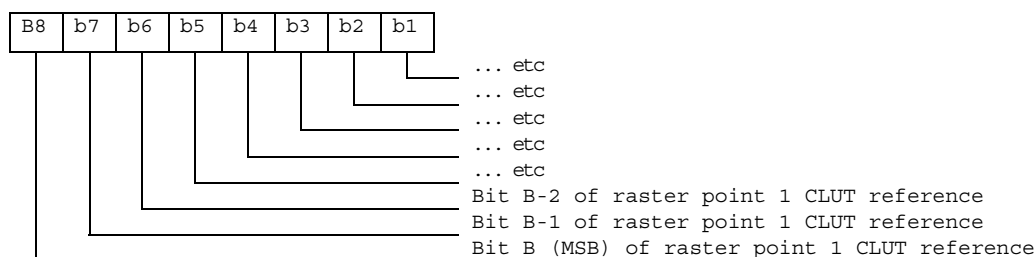 B8 b7 b6 b5 b4 b3 b2 b1
... etc
... etc
... etc
... etc
... etc
Bit B-2 of raster point 1 CLUT reference
Bit B-1 of raster point 1 CLUT reference
Bit B (MSB) of raster point 1 CLUT reference